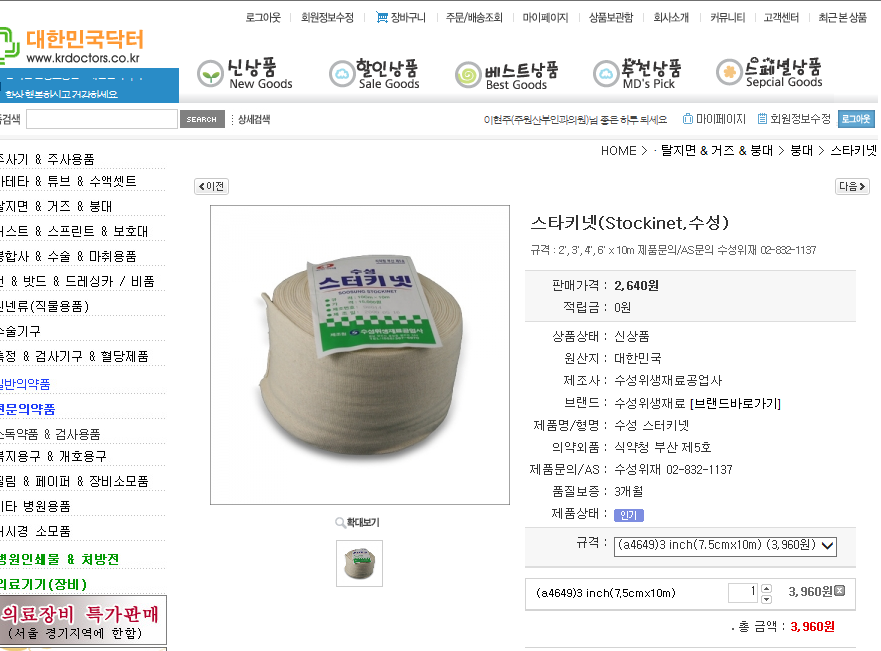 로그아웃 회원정보수정 장바구니 주문/배송조회 마이페이지 상품보관함 회사소개 커뮤니티 고객센터 최근 본 상품
대한민국닥터
www.krdoctors.co.kr
신상품 New Goods
할인상품 Sale Goods
베스트상품 Best Goods
추천상품 MD's Pick
스페셜상품 Sepcial Goods
항상 행복하시고 건강하세요
검색 SEARCH 상세검색
이현주(주원산부인과의원)님 좋은 하루 되세요 마이페이지 회원정보수정 로그아웃
HOME > · 탈지면 & 거즈 & 붕대 > 붕대 > 스타키넷
주사기 & 주사용품
카테타 & 튜브 & 수액셋트
탈지면 & 거즈 & 붕대
캐스트 & 스프린트 & 보호대
봉합사 & 수술 & 마취용품
& 밧드 & 드레싱카 / 비품
린넨류(직물용품)
수술기구
측정 & 검사기구 & 혈당제품
일반의약품
전문의약품
소독약품 & 검사용품
복지용구 & 개호용구
필림 & 페이퍼 & 장비소모품
기타 병원용품
내시경 소모품
병원인쇄물 & 처방전
의료기기(장비)
의료장비 특가판매
(서울 경기지역에 한함)
이전
다음
수성
스터키넷
SOOSUNG STOCKINET
수성위생재료공업사
확대보기
스타키넷(Stockinet,수성)
규격 : 2', 3', 4', 6' x 10m 제품문의/AS문의 수성위재 02-832-1137
판매가격 : 2,640원
적립금 : 0원
상품상태 : 신상품
원산지 : 대한민국
제조사 : 수성위생재료공업사
브랜드 : 수성위생재료 [브랜드바로가기]
제품명/형명 : 수성 스터키넷
의약외품 : 식약청 부산 제5호
제품문의/AS : 수성위재 02-832-1137
품질보증 : 3개월
제품상태 : 인기
규격 : (a4649)3 inch(7.5cmx10m) (3,960원)
(a4649)3 inch(7.5cmx10m) 1 3,960원
총 금액 : 3,960원